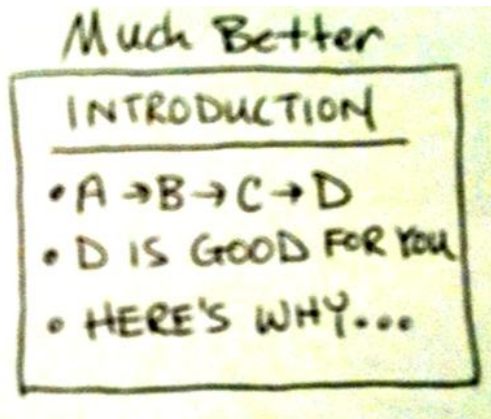 Much Better
INTRODUCTION
• A → B → C → D
• D IS GOOD FOR YOU
• HERE'S WHY...